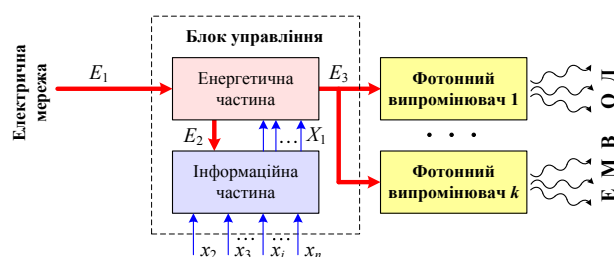 Блок управління
Електрична
мережа
E1
Енергетична
частина
E3
Фотонний
випромінювач 1
E2
... X1
. . .
Інформаційна
частина
Фотонний
випромінювач k
x2 x3 ... xi ... xn
Е М В О Д